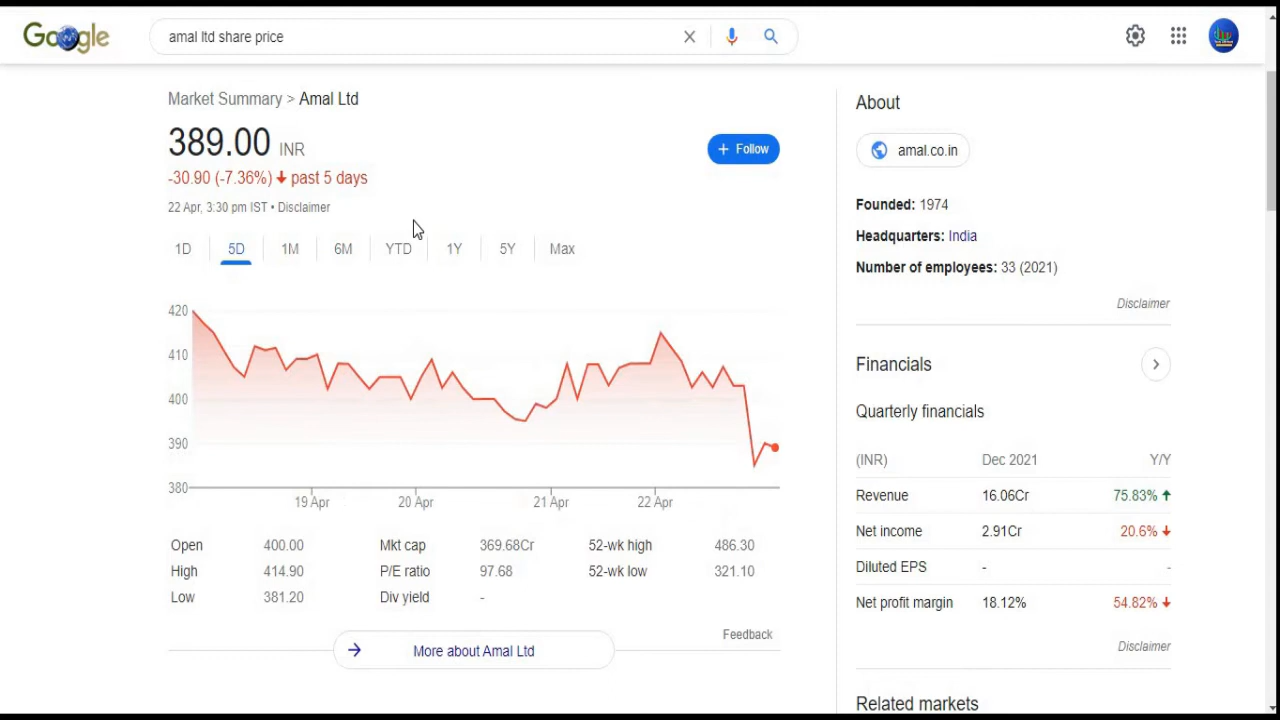 Google
amal ltd share price
Market Summary > Amal Ltd
389.00 INR
+ Follow
-30.90 (-7.36%) ↓ past 5 days
22 Apr, 3:30 pm IST • Disclaimer
1D 5D 1M 6M YTD 1Y 5Y Max
420
410
400
390
380
19 Apr 20 Apr 21 Apr 22 Apr
Open 400.00 Mkt cap 369.68Cr 52-wk high 486.30
High 414.90 P/E ratio 97.68 52-wk low 321.10
Low 381.20 Div yield -
Feedback
→ More about Amal Ltd
About
amal.co.in
Founded: 1974
Headquarters: India
Number of employees: 33 (2021)
Disclaimer
Financials
Quarterly financials
(INR) Dec 2021 Y/Y
Revenue 16.06Cr 75.83% ↑
Net income 2.91Cr 20.6% ↓
Diluted EPS - -
Net profit margin 18.12% 54.82% ↓
Disclaimer
Related markets